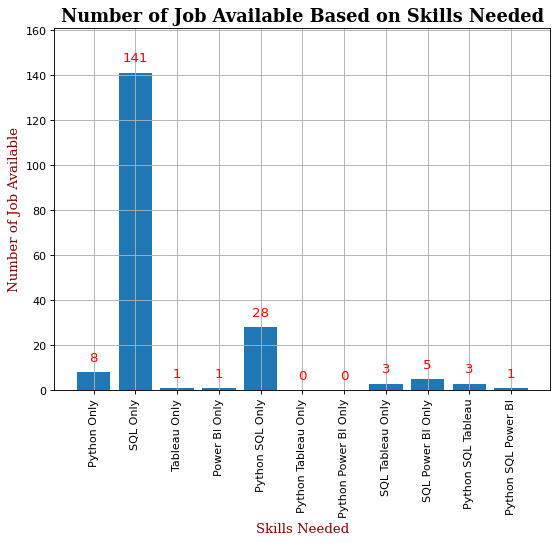 Number of Job Available Based on Skills Needed
Number of Job Available
160
140
120
100
80
60
40
20
0
8
141
1
1
28
0
0
3
5
3
1
Python Only
SQL Only
Tableau Only
Power BI Only
Python SQL Only
Python Tableau Only
Python Power BI Only
SQL Tableau Only
SQL Power BI Only
Python SQL Tableau
Python SQL Power BI
Skills Needed